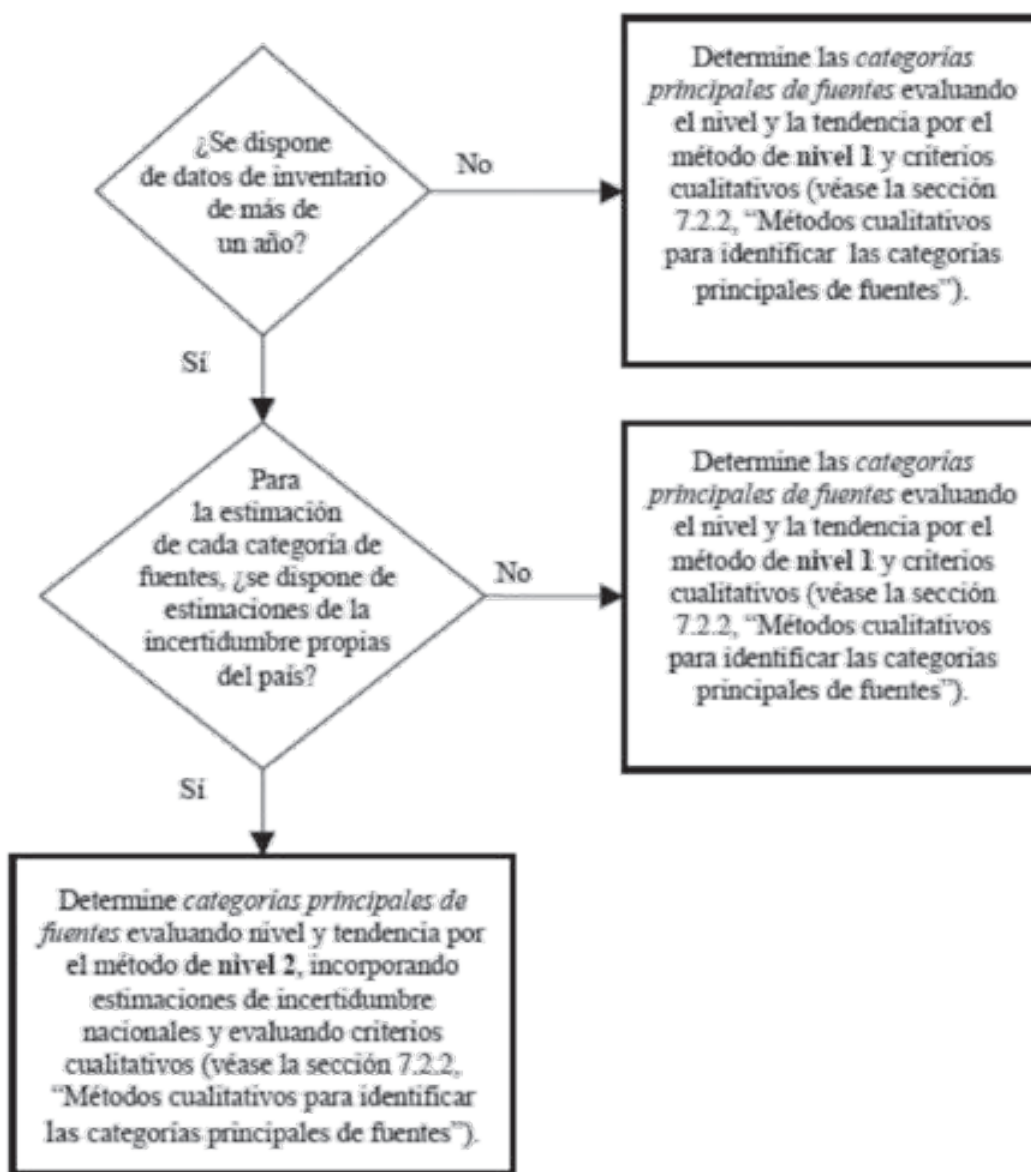 ¿Se dispone
de datos de inventario
de más de
un año?
No
Determine las categorías
principales de fuentes evaluando
el nivel y la tendencia por el
método de nivel 1 y criterios
cualitativos (véase la sección
7.2.2, “Métodos cualitativos
para identificar las categorías
principales de fuentes”).
Sí
Para
la estimación
de cada categoría de
fuentes, ¿se dispone de
estimaciones de la
incertidumbre propias
del país?
No
Determine las categorías
principales de fuentes evaluando
el nivel y la tendencia por el
método de nivel 1 y criterios
cualitativos (véase la sección
7.2.2, “Métodos cualitativos
para identificar las categorías
principales de fuentes”).
Sí
Determine categorías principales de
fuentes evaluando nivel y tendencia por
el método de nivel 2, incorporando
estimaciones de incertidumbre
nacionales y evaluando criterios
cualitativos (véase la sección 7.2.2,
“Métodos cualitativos para identificar
las categorías principales de fuentes”).